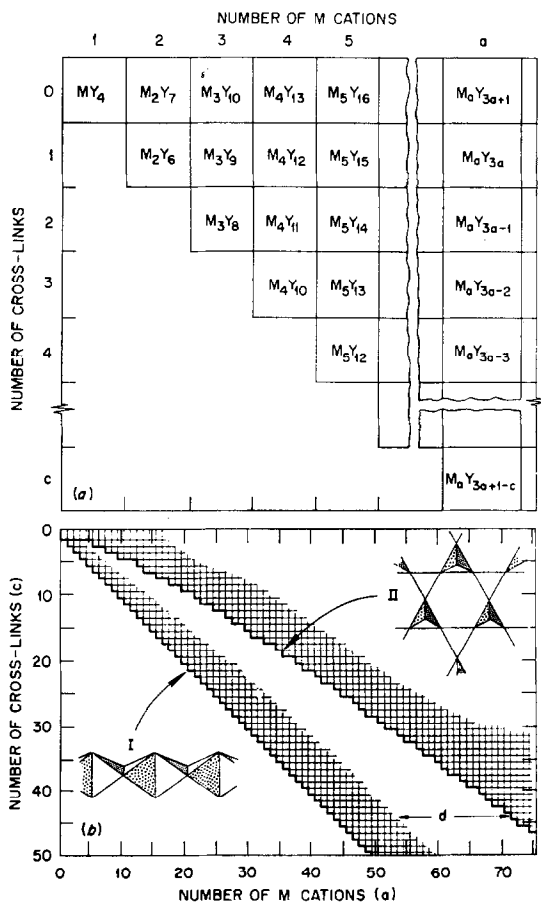 NUMBER OF M CATIONS
1 2 3 4 5 a
NUMBER OF CROSS-LINKS
0 MY4 M2Y7 M3Y10 M4Y13 M5Y16 MaY3a+1
1 M2Y6 M3Y9 M4Y12 M5Y15 MaY3a
2 M3Y8 M4Y11 M5Y14 MaY3a-1
3 M4Y10 M5Y13 MaY3a-2
4 M5Y12 MaY3a-3
c (a) MaY3a+1-c
NUMBER OF CROSS-LINKS (c)
0
10
II
20
I
30
40
(b) d
50
0 10 20 30 40 50 60 70
NUMBER OF M CATIONS (a)